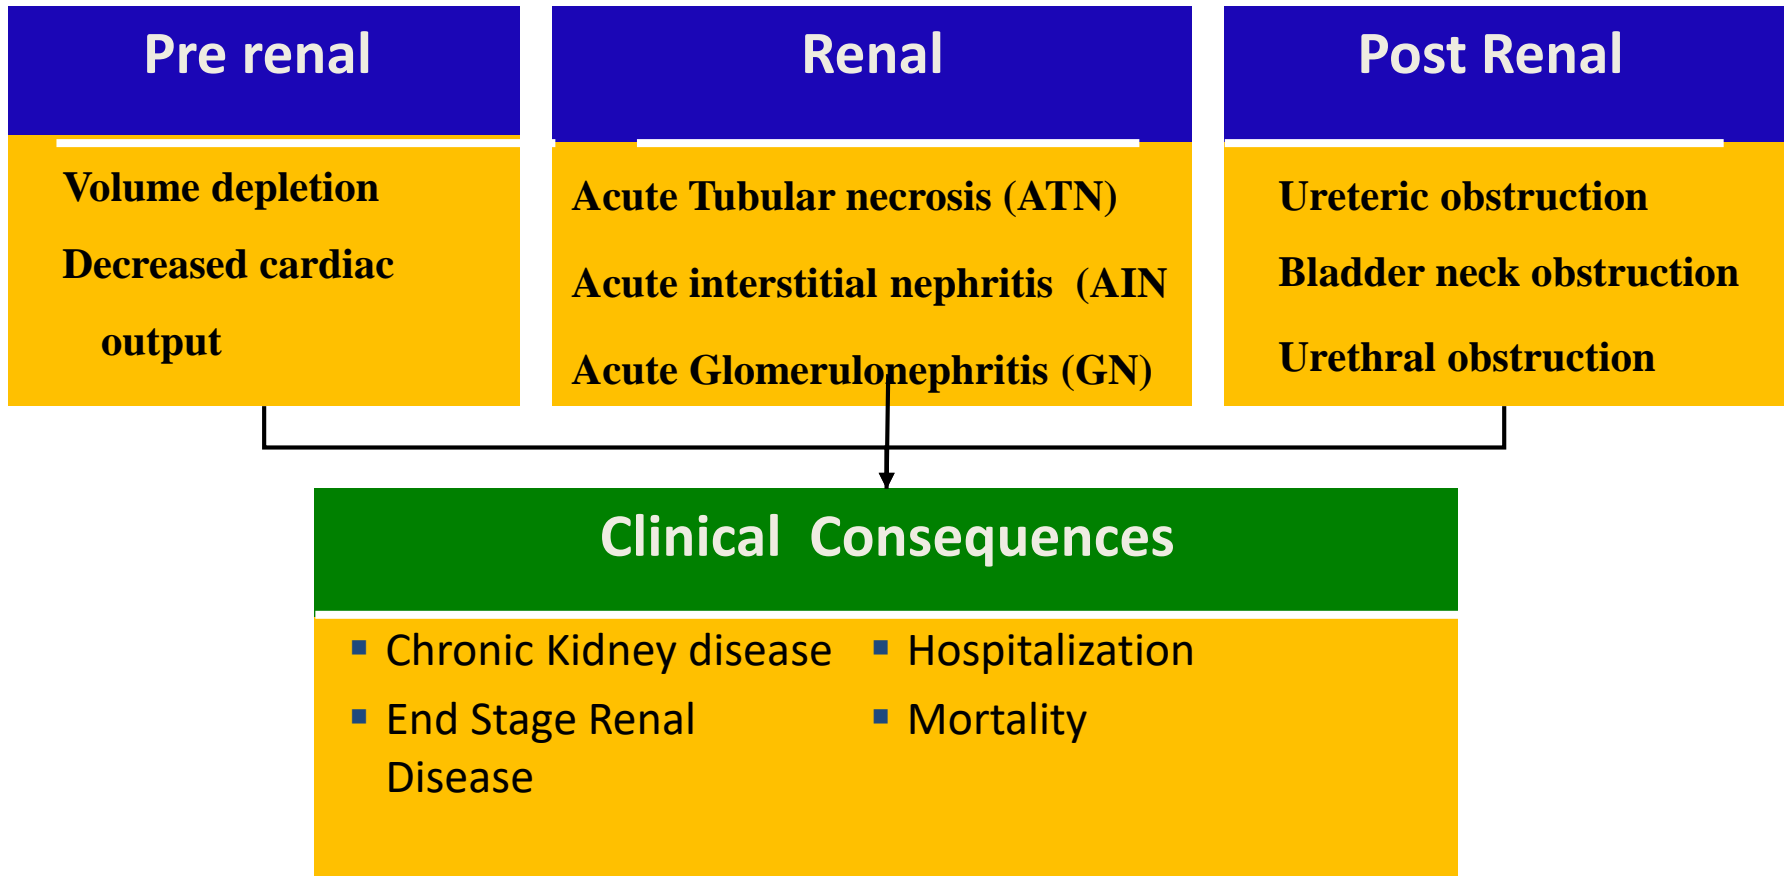 Pre renal
Volume depletion
Decreased cardiac
output
Renal
Acute Tubular necrosis (ATN)
Acute interstitial nephritis  (AIN
Acute Glomerulonephritis (GN)
Post Renal
Ureteric obstruction
Bladder neck obstruction
Urethral obstruction
Clinical  Consequences
▪ Chronic Kidney disease
▪ End Stage Renal
Disease
▪ Hospitalization
▪ Mortality